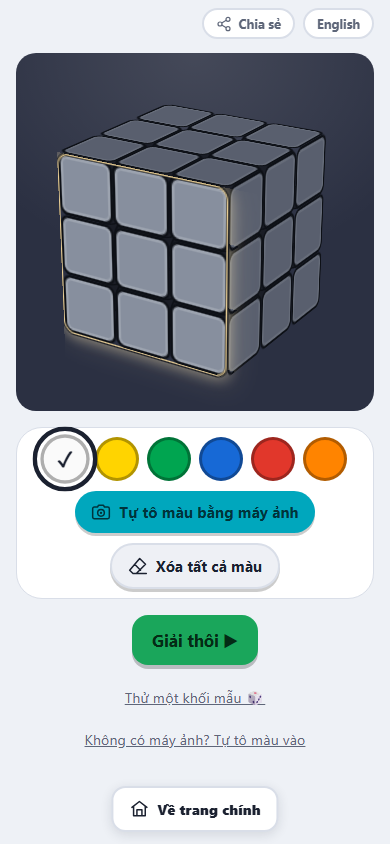 Chia sẻ
English
Tự tô màu bằng máy ảnh
Xóa tất cả màu
Giải thôi ▶
Thử một khối mẫu 🎲
Không có máy ảnh? Tự tô màu vào
Về trang chính